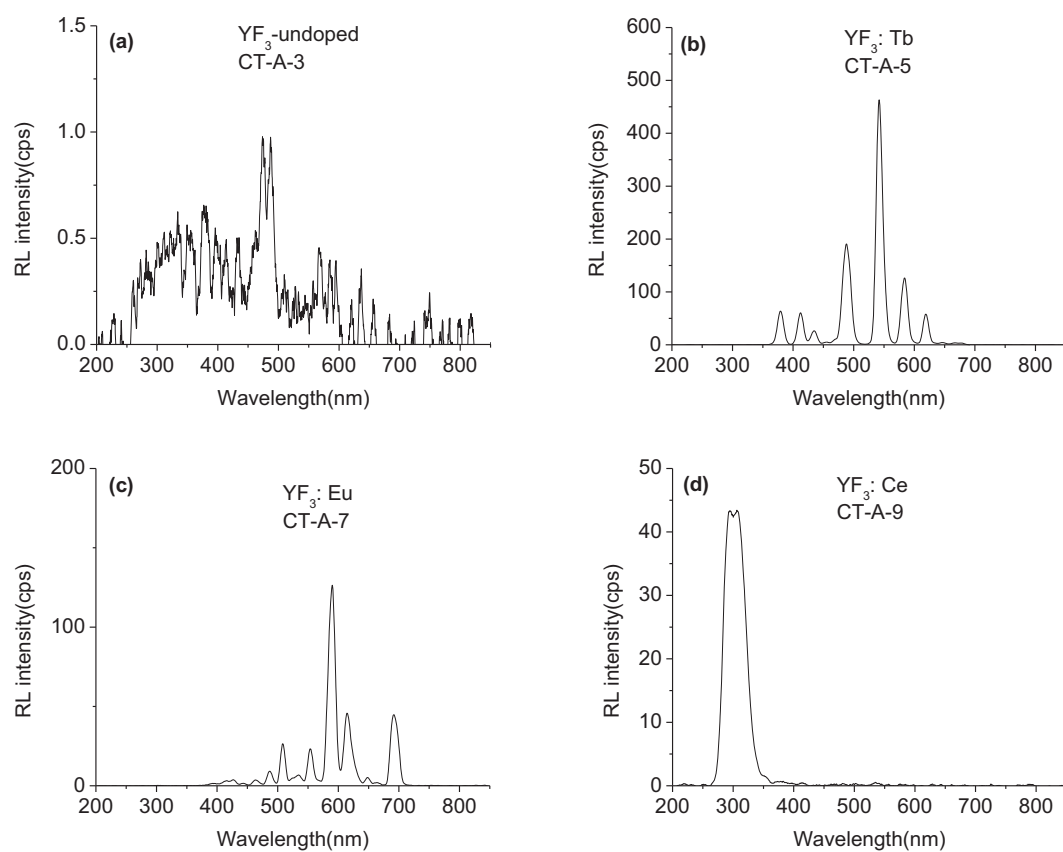 (a)
YF₃-undoped
CT-A-3
RL intensity(cps)
1.5
1.0
0.5
0.0
200 300 400 500 600 700 800
Wavelength(nm)
(b)
YF₃: Tb
CT-A-5
RL intensity(cps)
600
500
400
300
200
100
0
200 300 400 500 600 700 800
Wavelength(nm)
(c)
YF₃: Eu
CT-A-7
RL intensity(cps)
200
100
0
200 300 400 500 600 700 800
Wavelength(nm)
(d)
YF₃: Ce
CT-A-9
RL intensity(cps)
50
40
30
20
10
0
200 300 400 500 600 700 800
Wavelength(nm)